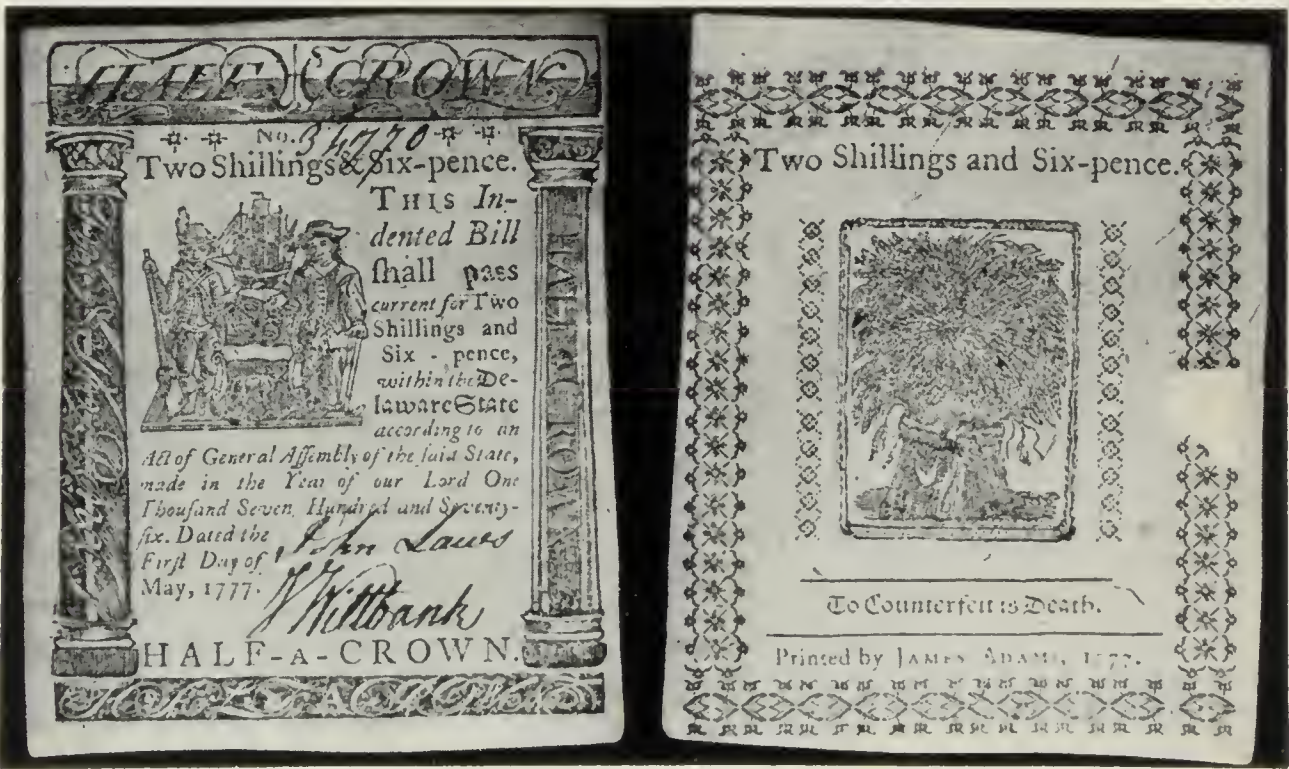 HALF CROWN
No. 34770
Two Shillings & Six-pence.
THIS In-
dented Bill
ſhall paſs
current for Two
Shillings and
Six - pence,
within the De-
laware State
according to an
Act of General Aſſembly of the ſaid State,
made in the Year of our Lord One
Thouſand Seven Hundred and Seventy-
ſix. Dated the
Firſt Day of
May, 1777.
John Laws
J Wiltbank
HALF-A-CROWN.
HALF A CROWN
Two Shillings and Six-pence.
To Counterfeit is Death.
Printed by JAMES ADAMS, 1777.